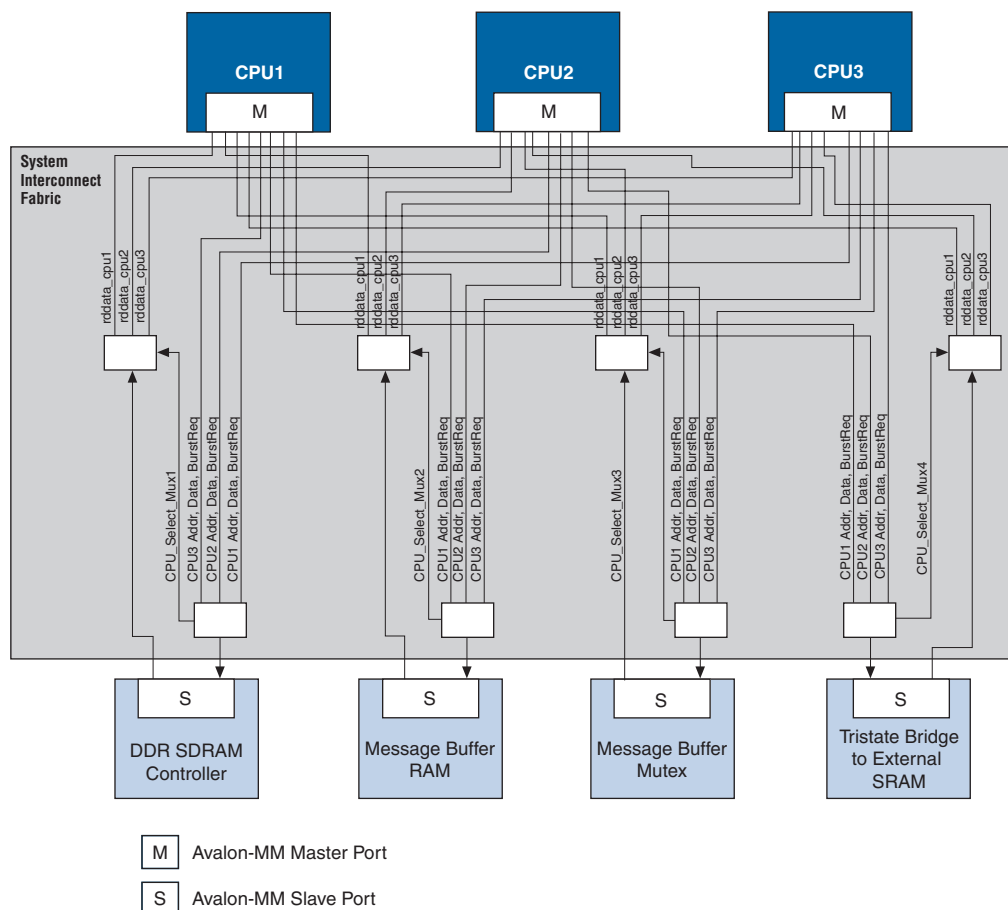 CPU1
CPU2
CPU3
M
M
M
System
Interconnect
Fabric
rddata_cpu1
rddata_cpu2
rddata_cpu3
rddata_cpu1
rddata_cpu2
rddata_cpu3
rddata_cpu1
rddata_cpu2
rddata_cpu3
rddata_cpu1
rddata_cpu2
rddata_cpu3
CPU_Select_Mux1
CPU3 Addr, Data, BurstReq
CPU2 Addr, Data, BurstReq
CPU1 Addr, Data, BurstReq
CPU_Select_Mux2
CPU1 Addr, Data, BurstReq
CPU2 Addr, Data, BurstReq
CPU3 Addr, Data, BurstReq
CPU_Select_Mux3
CPU1 Addr, Data, BurstReq
CPU2 Addr, Data, BurstReq
CPU3 Addr, Data, BurstReq
CPU1 Addr, Data, BurstReq
CPU2 Addr, Data, BurstReq
CPU3 Addr, Data, BurstReq
CPU_Select_Mux4
S
S
S
S
DDR SDRAM
Controller
Message Buffer
RAM
Message Buffer
Mutex
Tristate Bridge
to External
SRAM
M Avalon-MM Master Port
S Avalon-MM Slave Port